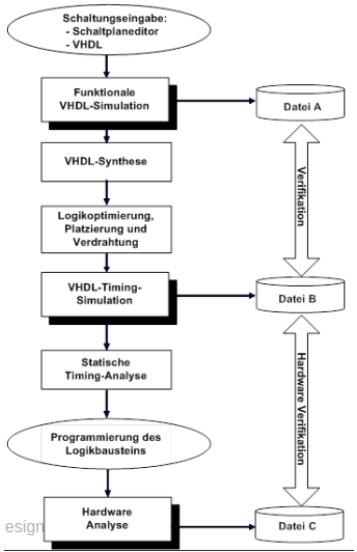 Schaltungseingabe:
- Schaltplaneditor
- VHDL
Funktionale
VHDL-Simulation
Datei A
VHDL-Synthese
Verifikation
Logikoptimierung,
Platzierung und
Verdrahtung
VHDL-Timing-
Simulation
Datei B
Statische
Timing-Analyse
Hardware Verifikation
Programmierung des
Logikbausteins
Hardware
Analyse
Datei C
esign